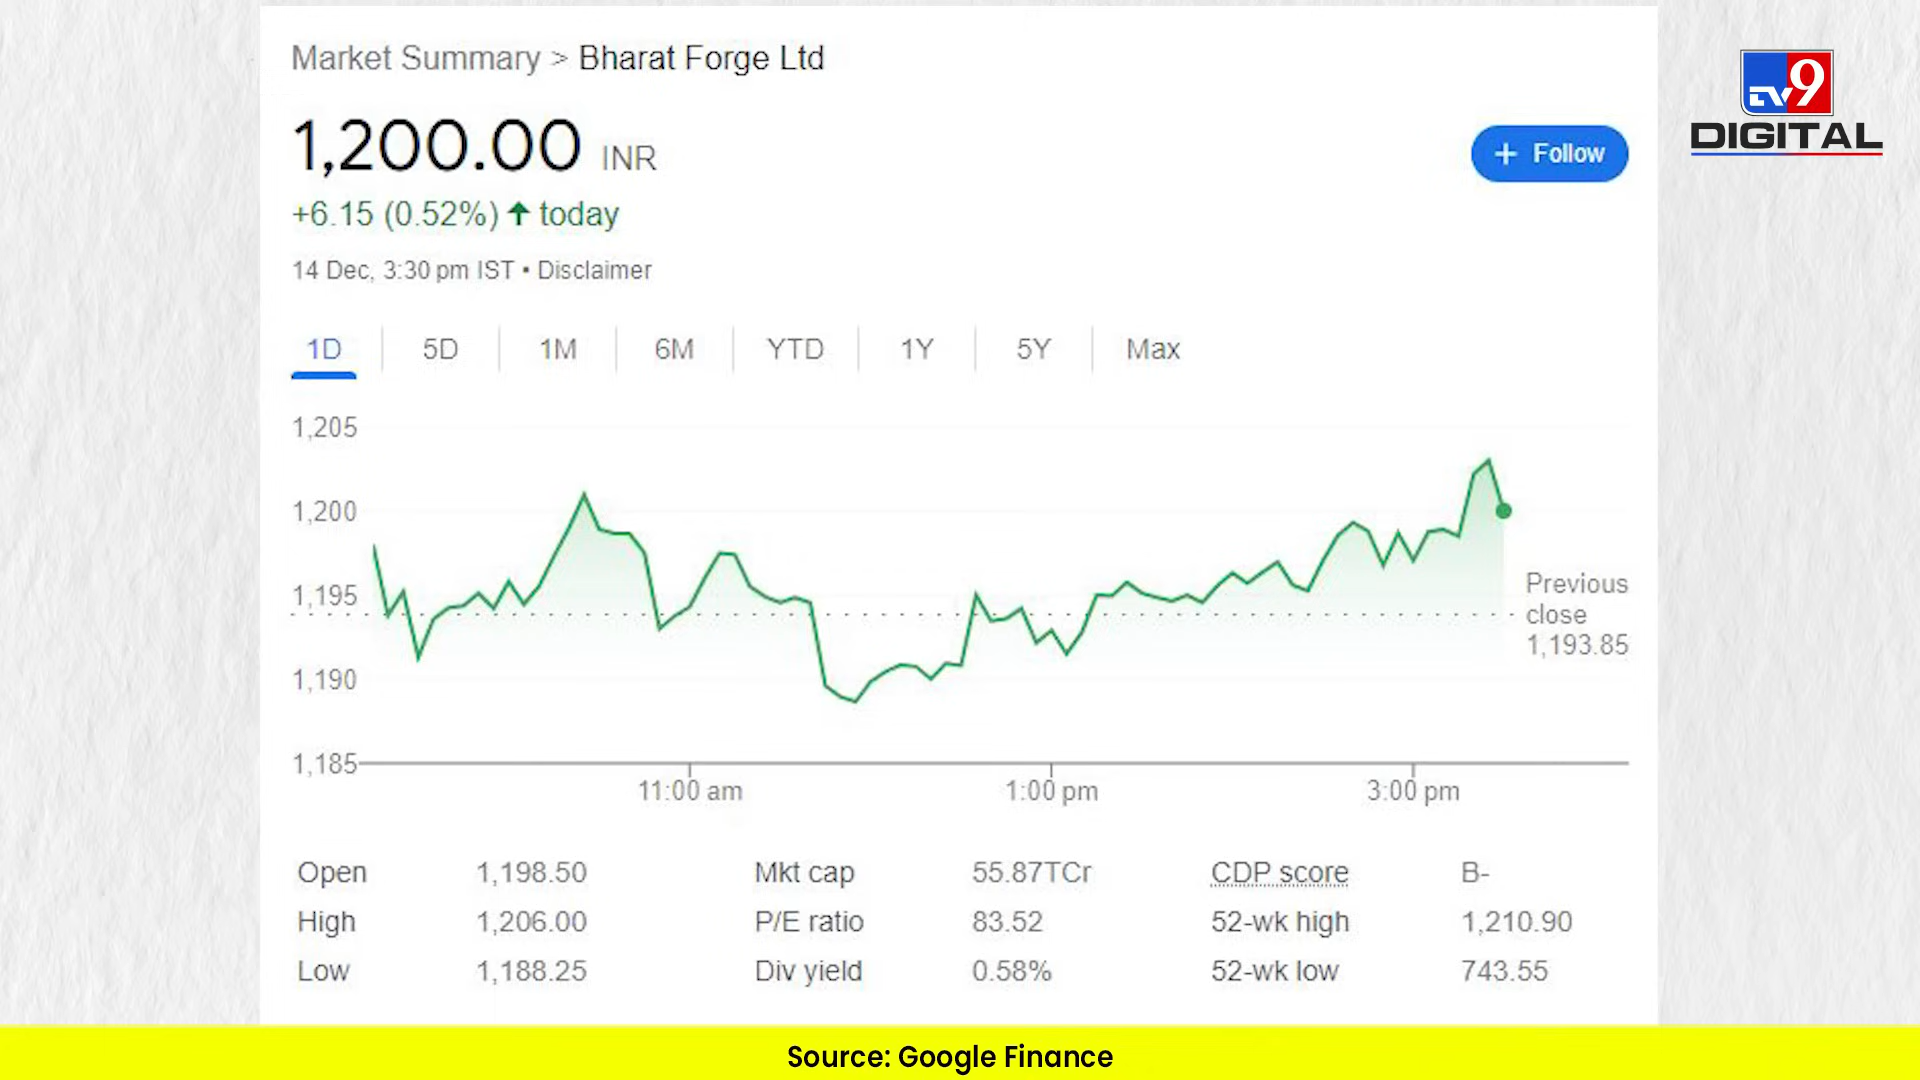 Market Summary > Bharat Forge Ltd
TV9
DIGITAL
1,200.00 INR
+ Follow
+6.15 (0.52%) ↑ today
14 Dec, 3:30 pm IST • Disclaimer
1D 5D 1M 6M YTD 1Y 5Y Max
1,205
1,200
1,195
1,190
1,185
Previous
close
1,193.85
11:00 am 1:00 pm 3:00 pm
Open 1,198.50 Mkt cap 55.87TCr CDP score B-
High 1,206.00 P/E ratio 83.52 52-wk high 1,210.90
Low 1,188.25 Div yield 0.58% 52-wk low 743.55
Source: Google Finance